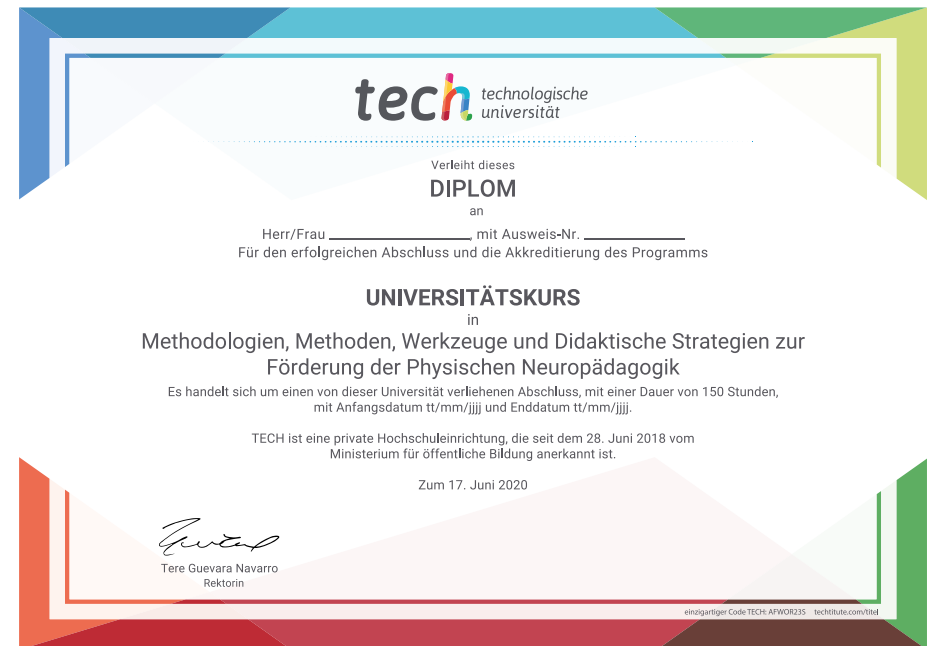 tech technologische
universität
Verleiht dieses
DIPLOM
an
Herr/Frau ____________________, mit Ausweis-Nr. ______________
Für den erfolgreichen Abschluss und die Akkreditierung des Programms
UNIVERSITÄTSKURS
in
Methodologien, Methoden, Werkzeuge und Didaktische Strategien zur
Förderung der Physischen Neuropädagogik
Es handelt sich um einen von dieser Universität verliehenen Abschluss, mit einer Dauer von 150 Stunden,
mit Anfangsdatum tt/mm/jjjj und Enddatum tt/mm/jjjj.
TECH ist eine private Hochschuleinrichtung, die seit dem 28. Juni 2018 vom
Ministerium für öffentliche Bildung anerkannt ist.
Zum 17. Juni 2020
Tere Guevara Navarro
Rektorin
einzigartiger Code TECH: AFWOR23S techtitute.com/titel